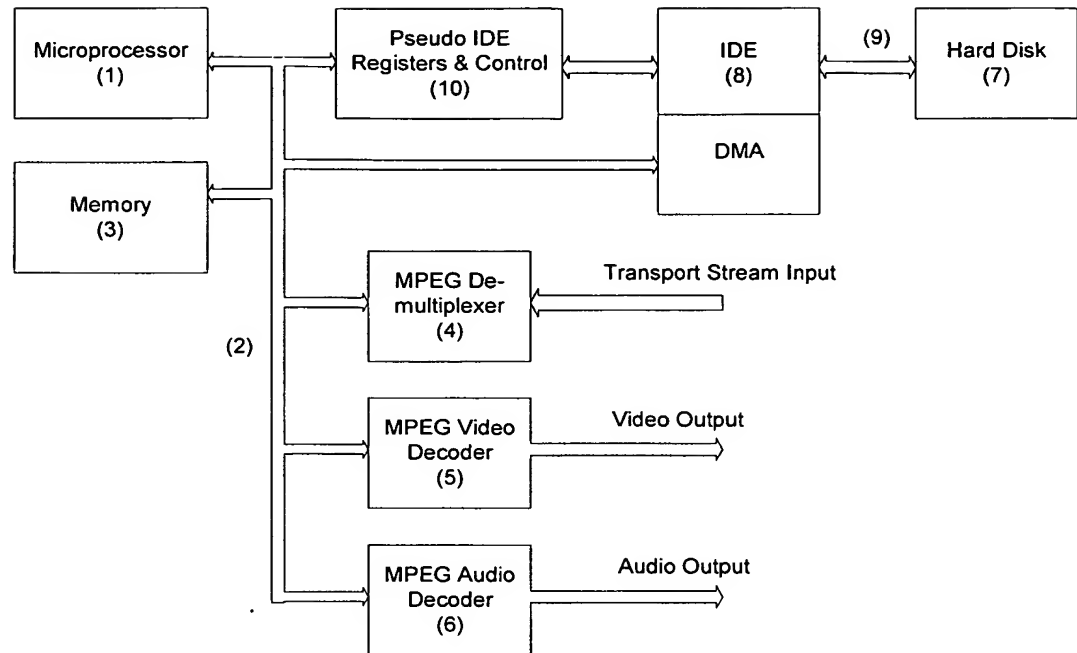 Microprocessor
(1)
Pseudo IDE
Registers & Control
(10)
IDE
(8)
(9)
Hard Disk
(7)
DMA
Memory
(3)
MPEG De-
multiplexer
(4)
Transport Stream Input
(2)
MPEG Video
Decoder
(5)
Video Output
MPEG Audio
Decoder
(6)
Audio Output